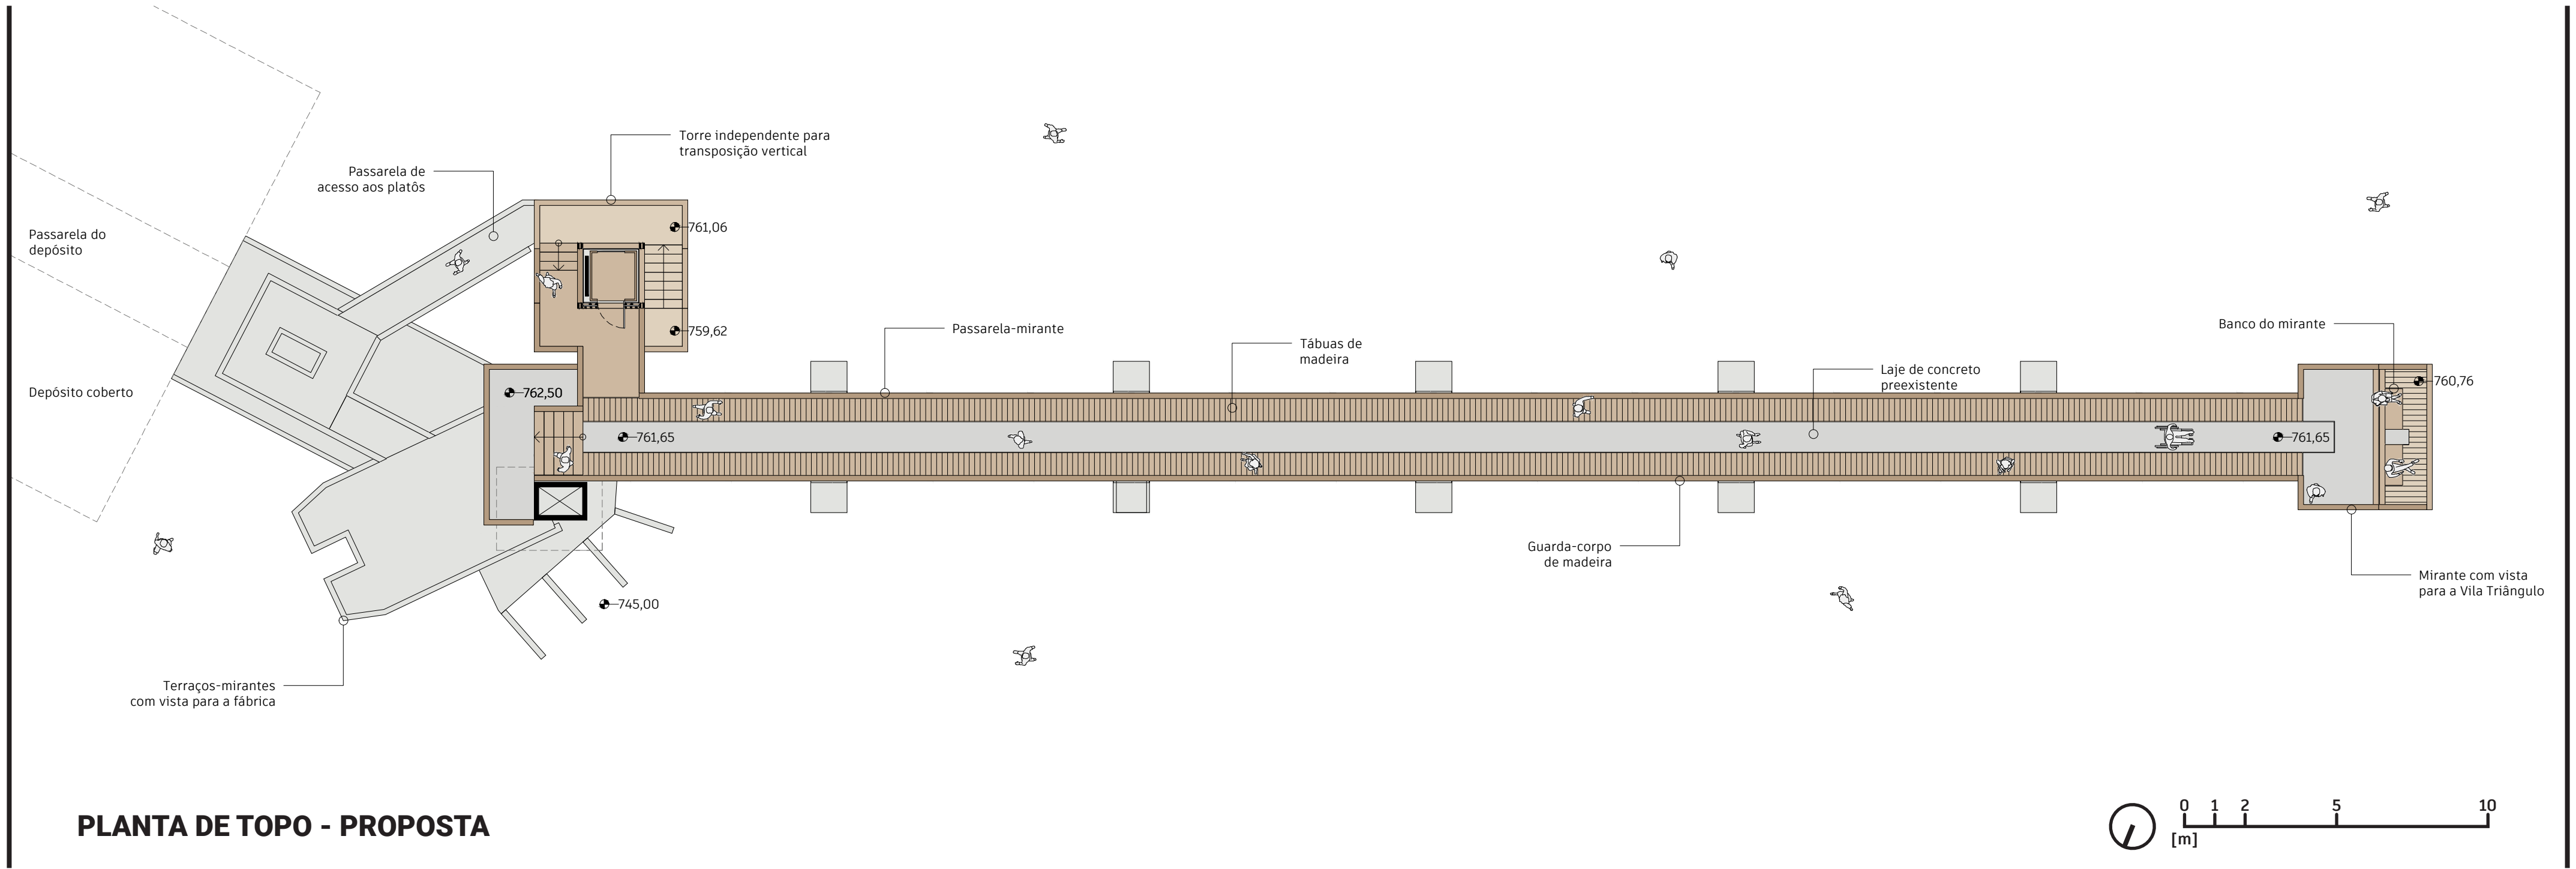 Torre independente para
transposição vertical
Passarela de
acesso aos platôs
Passarela do
depósito
761,06
759,62
Passarela-mirante
Tábuas de
madeira
Banco do mirante
Laje de concreto
preexistente
760,76
Depósito coberto
762,50
761,65
761,65
Guarda-corpo
de madeira
Mirante com vista
para a Vila Triângulo
745,00
Terraços-mirantes
com vista para a fábrica
PLANTA DE TOPO - PROPOSTA
0 1 2 5 10
[m]